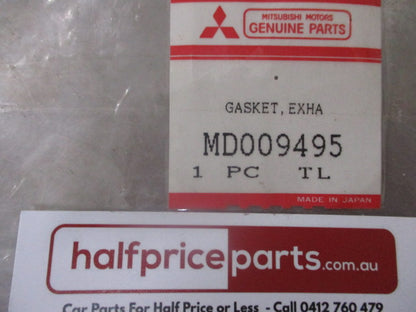 MITSUBISHI MOTORS
GENUINE PARTS
GASKET, EXHA
MD009495
1 PC TL
MADE IN JAPAN
halfpriceparts.com.au
Car Parts For Half Price or Less - Call 0412 760 479